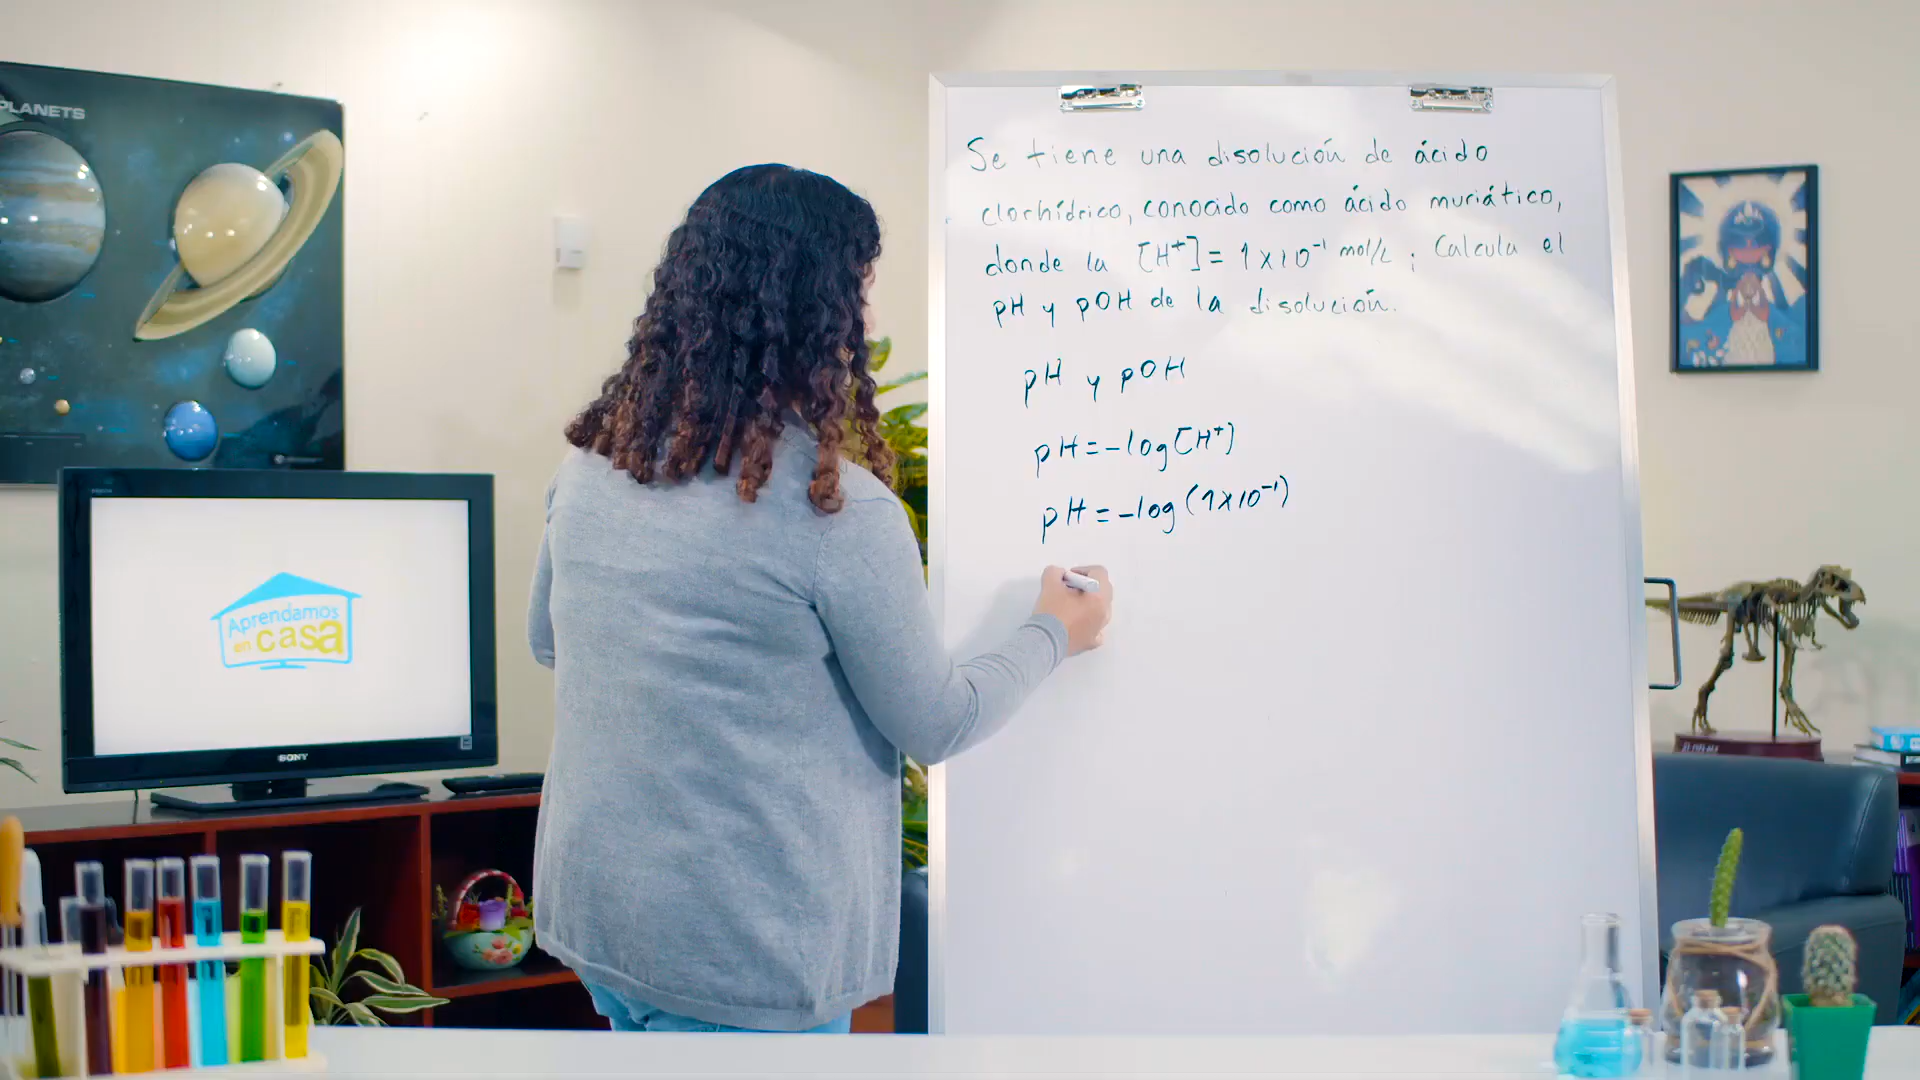 PLANETS
Se tiene una disolución de ácido
clorhídrico, conocido como ácido muriático,
donde la [H⁺] = 1x10⁻¹ mol/L ; Calcula el
pH y pOH de la disolución.
pH y pOH
pH = -log[H⁺]
pH = -log (1x10⁻¹)
Aprendamos
en casa
SONY